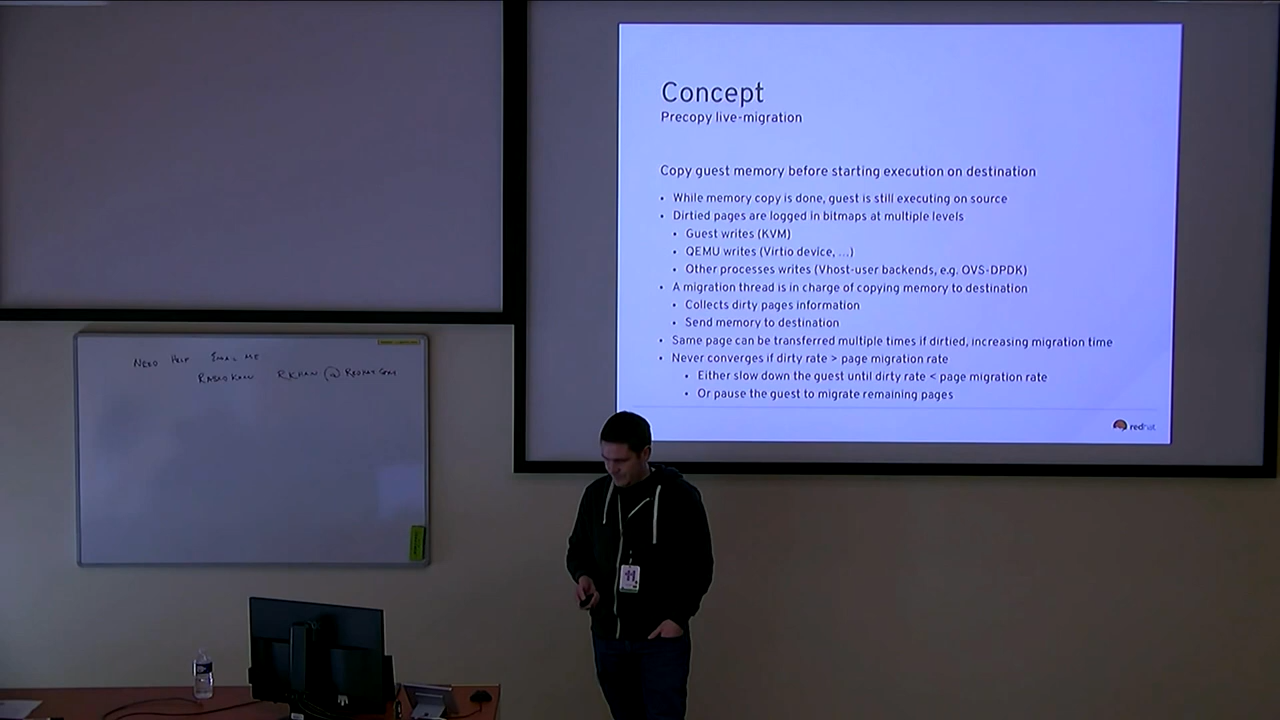 Concept
Precopy live-migration
Copy guest memory before starting execution on destination
• While memory copy is done, guest is still executing on source
• Dirtied pages are logged in bitmaps at multiple levels
• Guest writes (KVM)
• QEMU writes (Virtio device, ...)
• Other processes writes (Vhost-user backends, e.g. OVS-DPDK)
• A migration thread is in charge of copying memory to destination
• Collects dirty pages information
• Send memory to destination
• Same page can be transferred multiple times if dirtied, increasing migration time
• Never converges if dirty rate > page migration rate
• Either slow down the guest until dirty rate < page migration rate
• Or pause the guest to migrate remaining pages
redhat
NEED HELP EMAIL ME
RKHAN @ REDHAT.COM